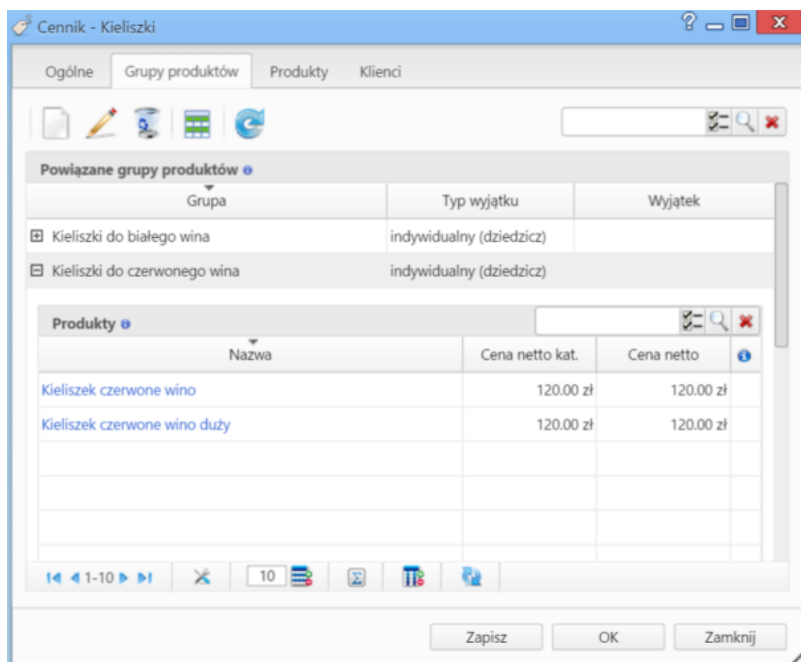 Cennik - Kieliszki
Ogólne Grupy produktów Produkty Klienci
Powiązane grupy produktów
Grupa Typ wyjątku Wyjątek
Kieliszki do białego wina indywidualny (dziedzicz)
Kieliszki do czerwonego wina indywidualny (dziedzicz)
Produkty
Nazwa Cena netto kat. Cena netto
Kieliszek czerwone wino 120.00 zł 120.00 zł
Kieliszek czerwone wino duży 120.00 zł 120.00 zł
1-10 10
Zapisz OK Zamknij